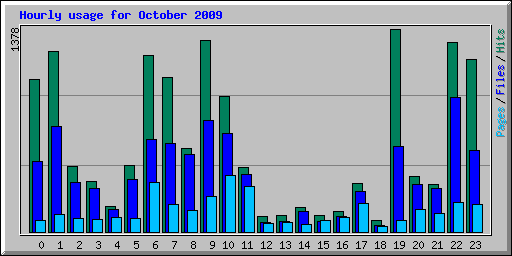 Hourly usage for October 2009
1378
Pages/Files/Hits
0 1 2 3 4 5 6 7 8 9 10 11 12 13 14 15 16 17 18 19 20 21 22 23